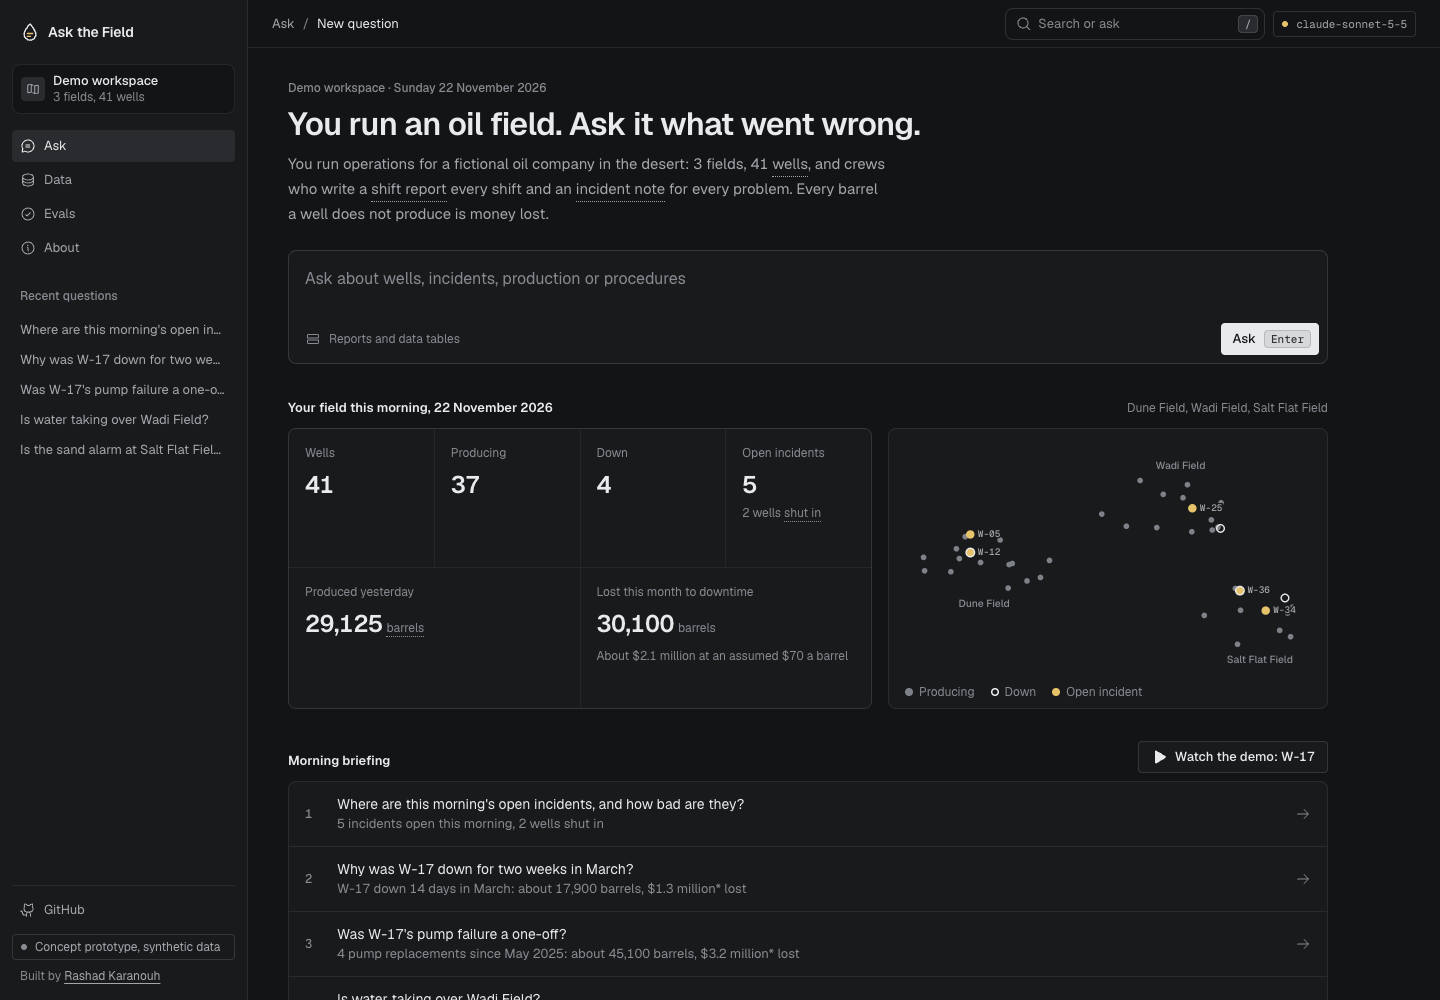 Ask the Field
Demo workspace
3 fields, 41 wells
Ask
Data
Evals
About
Recent questions
Where are this morning's open in…
Why was W-17 down for two we…
Was W-17's pump failure a one-o…
Is water taking over Wadi Field?
Is the sand alarm at Salt Flat Fiel…
GitHub
Concept prototype, synthetic data
Built by Rashad Karanouh
Ask / New question
Search or ask /
claude-sonnet-5-5
Demo workspace · Sunday 22 November 2026
You run an oil field. Ask it what went wrong.
You run operations for a fictional oil company in the desert: 3 fields, 41 wells, and crews
who write a shift report every shift and an incident note for every problem. Every barrel
a well does not produce is money lost.
Ask about wells, incidents, production or procedures
Reports and data tables
Ask Enter
Your field this morning, 22 November 2026
Dune Field, Wadi Field, Salt Flat Field
Wells
41
Producing
37
Down
4
Open incidents
5
2 wells shut in
Produced yesterday
29,125 barrels
Lost this month to downtime
30,100 barrels
About $2.1 million at an assumed $70 a barrel
Wadi Field
W-25
W-05
W-12
Dune Field
W-36
W-34
Salt Flat Field
Producing
Down
Open incident
Morning briefing
Watch the demo: W-17
1
Where are this morning's open incidents, and how bad are they?
5 incidents open this morning, 2 wells shut in
2
Why was W-17 down for two weeks in March?
W-17 down 14 days in March: about 17,900 barrels, $1.3 million* lost
3
Was W-17's pump failure a one-off?
4 pump replacements since May 2025: about 45,100 barrels, $3.2 million* lost
Is water taking over Wadi Field?